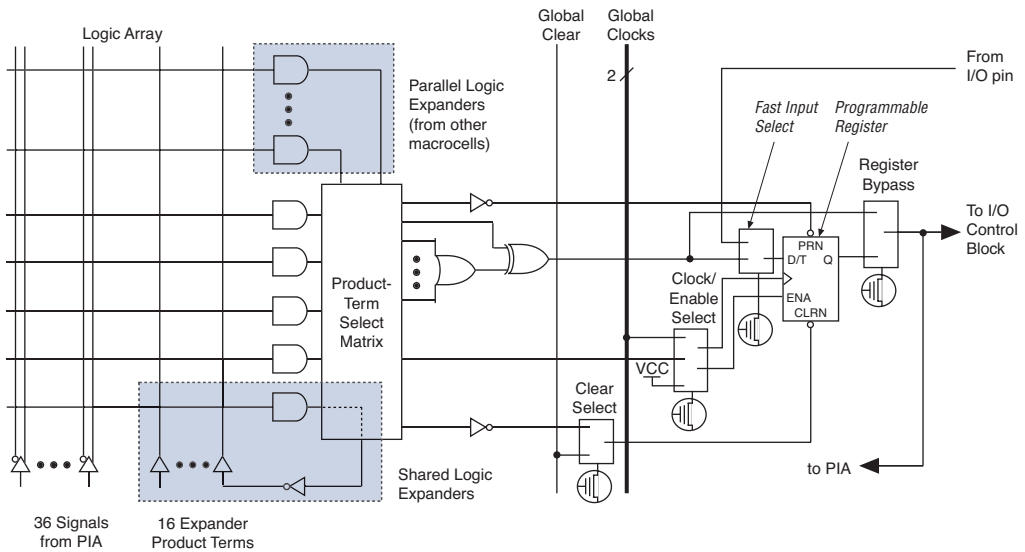 Logic Array
Global
Clear
Global
Clocks
2
Parallel Logic
Expanders
(from other
macrocells)
Fast Input
Select
Programmable
Register
From
I/O pin
Register
Bypass
To I/O
Control
Block
Product-
Term
Select
Matrix
PRN
D/T Q
ENA
CLRN
Clock/
Enable
Select
VCC
Clear
Select
to PIA
Shared Logic
Expanders
36 Signals
from PIA
16 Expander
Product Terms